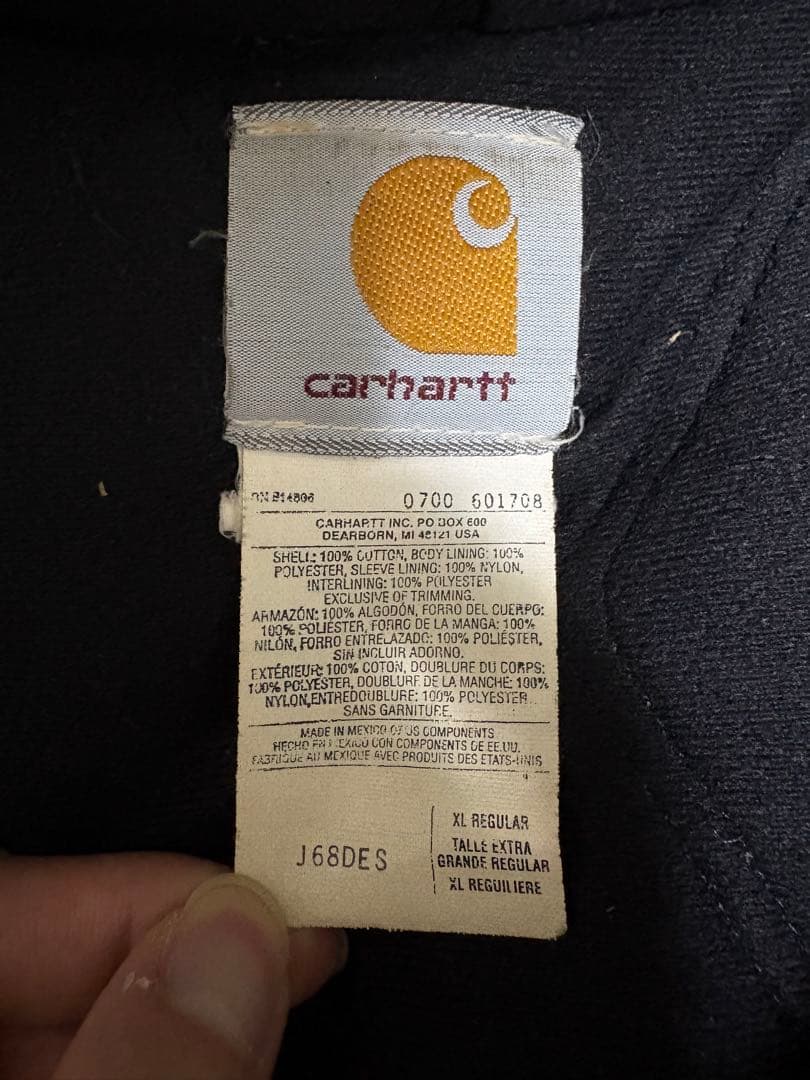 carhartt
0700 601708
CARHARTT INC. PO BOX 600
DEARBORN, MI 48121 USA
SHELL: 100% COTTON, BODY LINING: 100%
POLYESTER, SLEEVE LINING: 100% NYLON,
INTERLINING: 100% POLYESTER
EXCLUSIVE OF TRIMMING.
ARMAZÓN: 100% ALGODÓN, FORRO DEL CUERPO:
100% POLIÉSTER, FORRO DE LA MANGA: 100%
NILÓN, FORRO ENTRELAZADO: 100% POLIÉSTER,
SIN INCLUIR ADORNO.
EXTÉRIEUR: 100% COTON, DOUBLURE DU CORPS:
100% POLYESTER, DOUBLURE DE LA MANCHE: 100%
NYLON, ENTREDOUBLURE: 100% POLYESTER
SANS GARNITURE.
MADE IN MEXICO OF US COMPONENTS
HECHO EN MEXICO CON COMPONENTS DE EE.UU.
FABRIQUE AU MEXIQUE AVEC PRODUITS DES ETATS-UNIS
J68DES
XL REGULAR
TALLE EXTRA
GRANDE REGULAR
XL REGULIERE